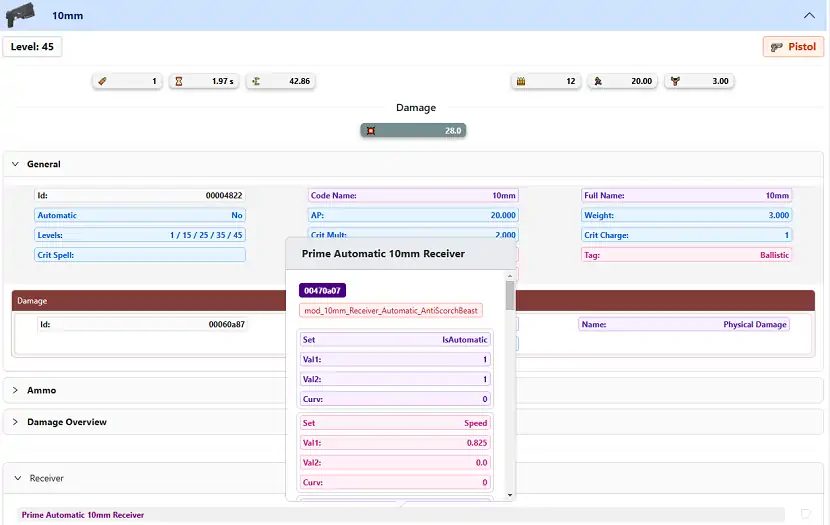 10mm
Level: 45
Pistol
1
1.97 s
42.86
12
20.00
3.00
Damage
28.0
General
Id: 00004822
Code Name: 10mm
Full Name: 10mm
Automatic No
AP: 20.000
Weight: 3.000
Levels: 1 / 15 / 25 / 35 / 45
Crit Mult: 2.000
Crit Charge: 1
Crit Spell:
Tag: Ballistic
Prime Automatic 10mm Receiver
00470a07
mod_10mm_Receiver_Automatic_AntiScorchBeast
Set IsAutomatic
Val1: 1
Val2: 1
Curv: 0
Set Speed
Val1: 0.825
Val2: 0.0
Curv: 0
Damage
Id: 00060a87
Name: Physical Damage
Ammo
Damage Overview
Receiver
Prime Automatic 10mm Receiver